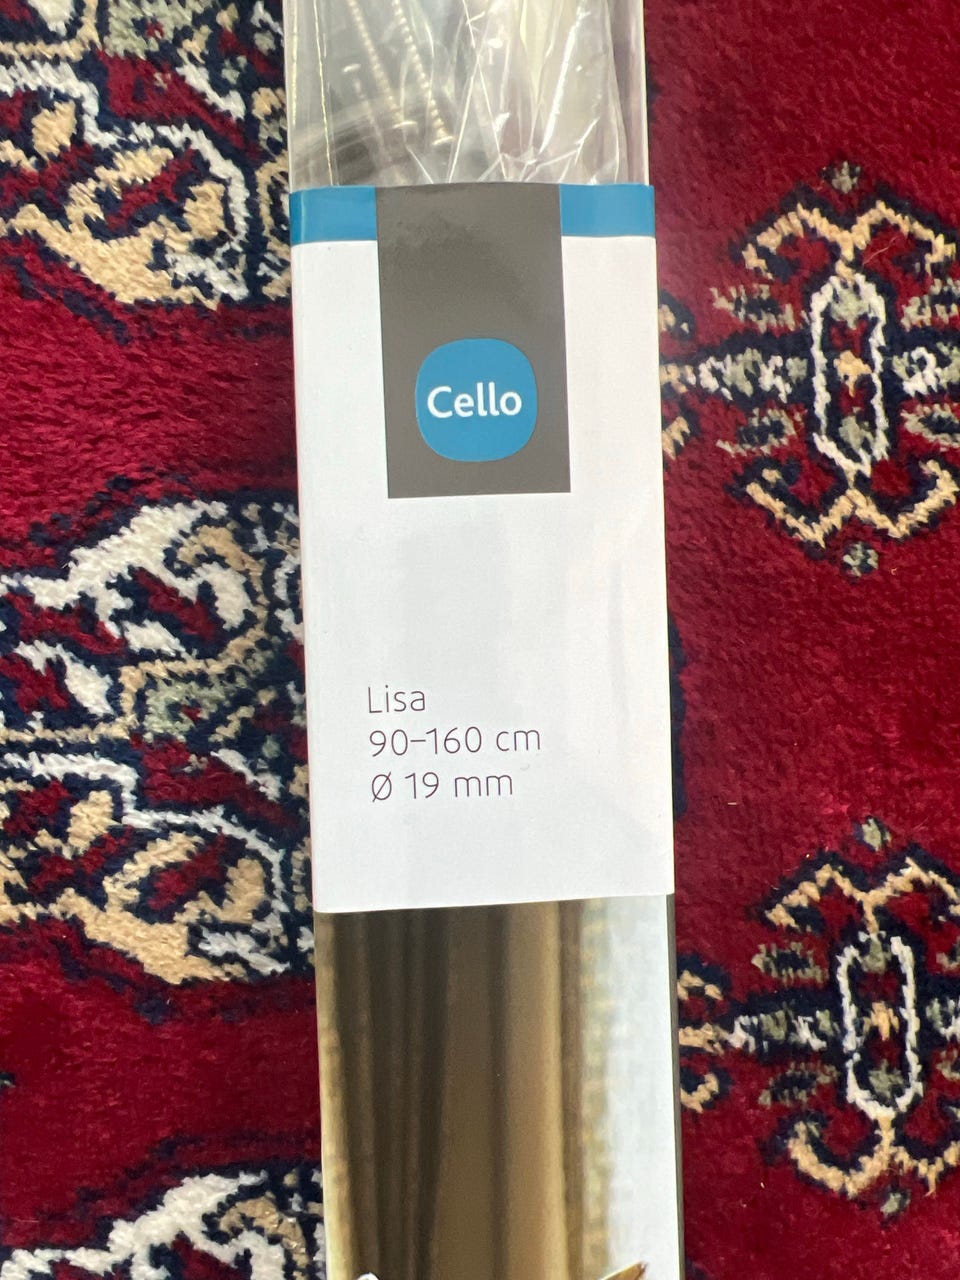 Cello
Lisa
90–160 cm
Ø 19 mm